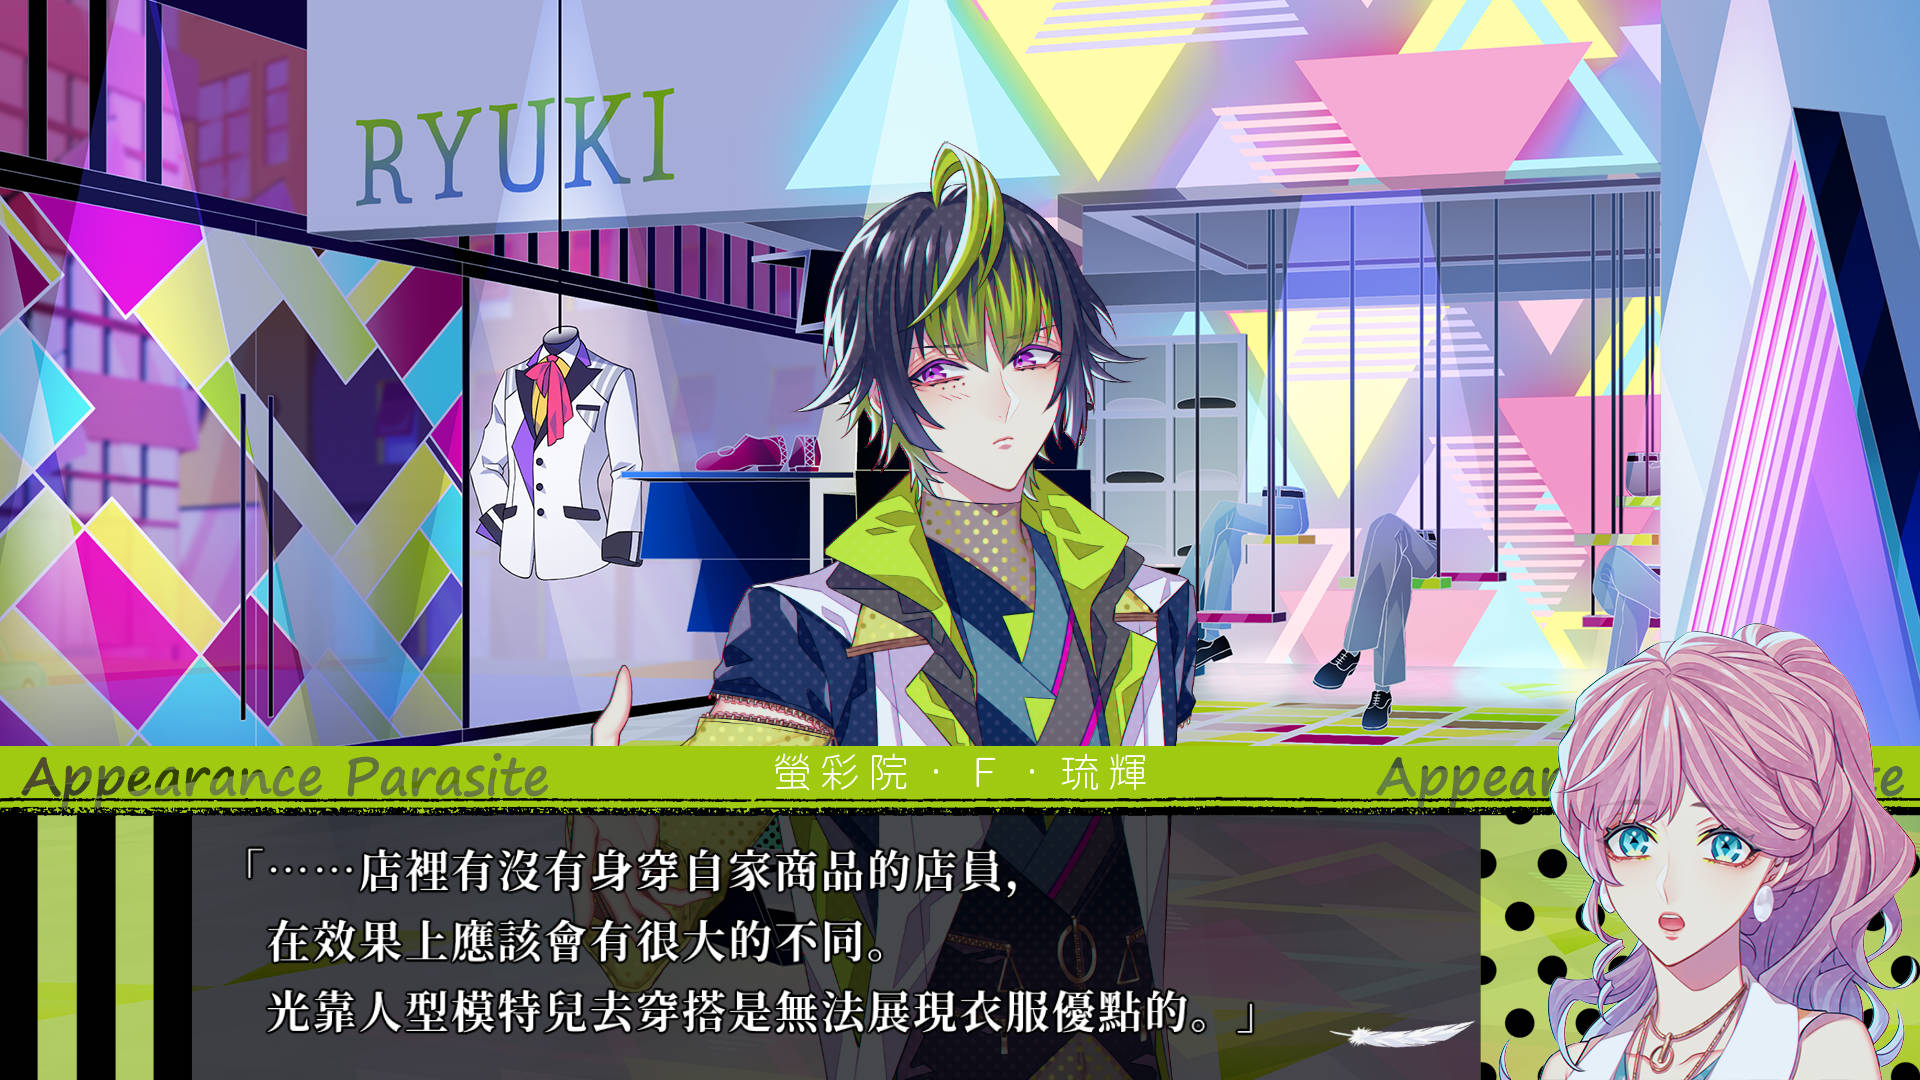 RYUKI
Appearance Parasite
螢彩院・F・琉輝
Appear
te
「……店裡有沒有身穿自家商品的店員,
在效果上應該會有很大的不同。
光靠人型模特兒去穿搭是無法展現衣服優點的。」